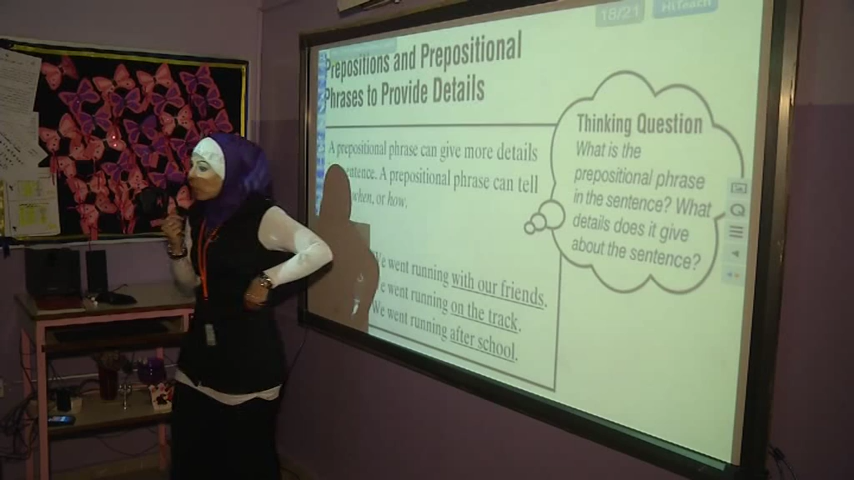 18/21
HiTeach
Prepositions and Prepositional
Phrases to Provide Details
A prepositional phrase can give more details
sentence. A prepositional phrase can tell
when, or how.
We went running with our friends.
We went running on the track.
We went running after school.
Thinking Question
What is the
prepositional phrase
in the sentence? What
details does it give
about the sentence?